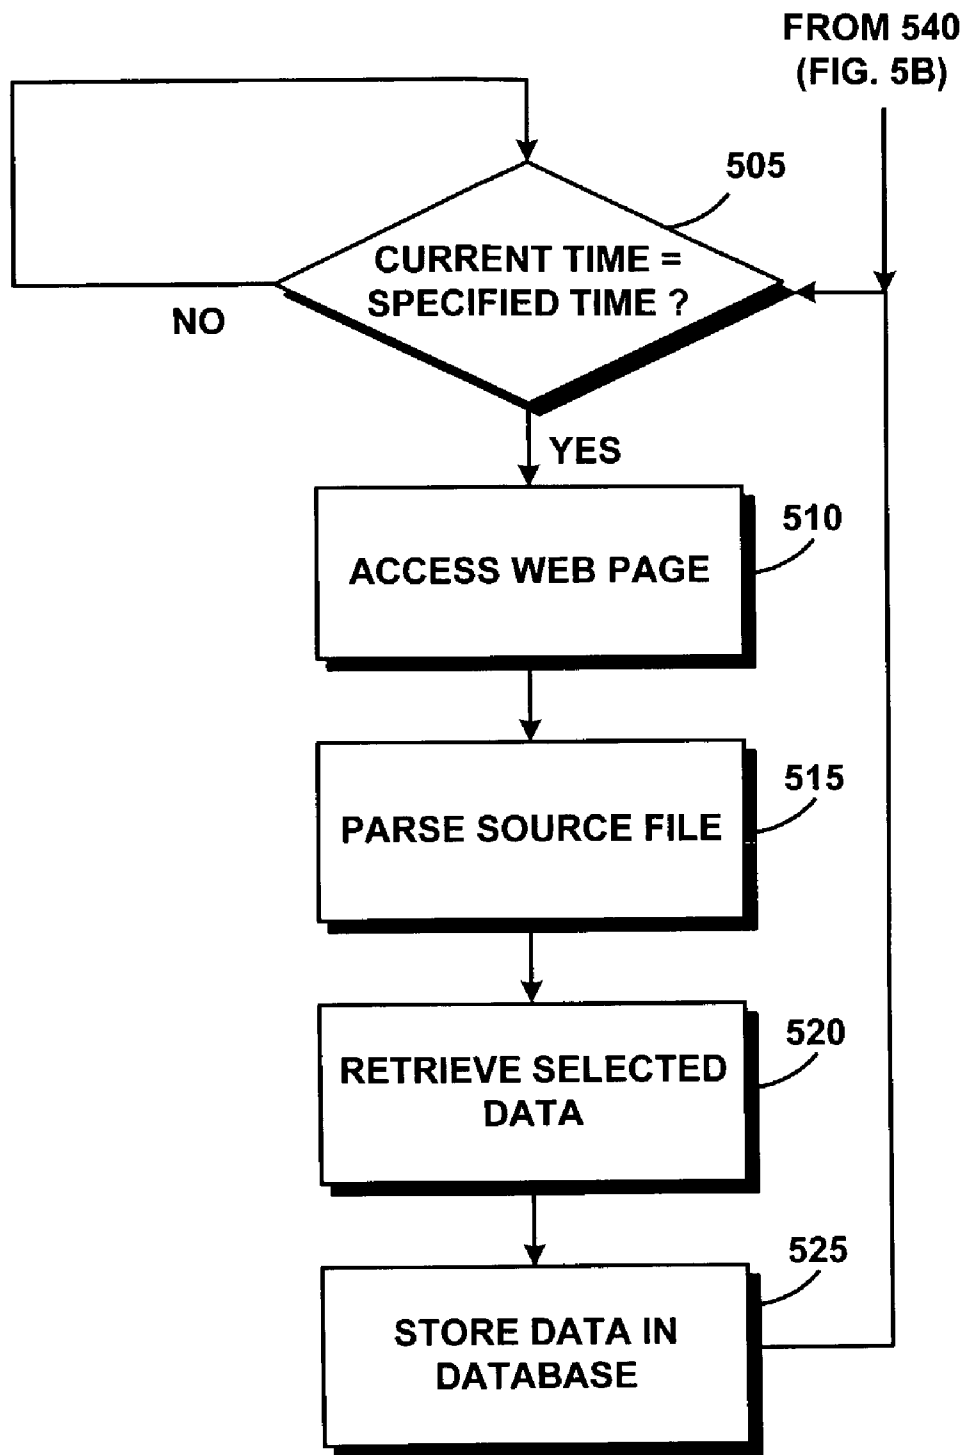 FROM 540
(FIG. 5B)
505
CURRENT TIME =
SPECIFIED TIME ?
NO
YES
510
ACCESS WEB PAGE
515
PARSE SOURCE FILE
520
RETRIEVE SELECTED
DATA
525
STORE DATA IN
DATABASE